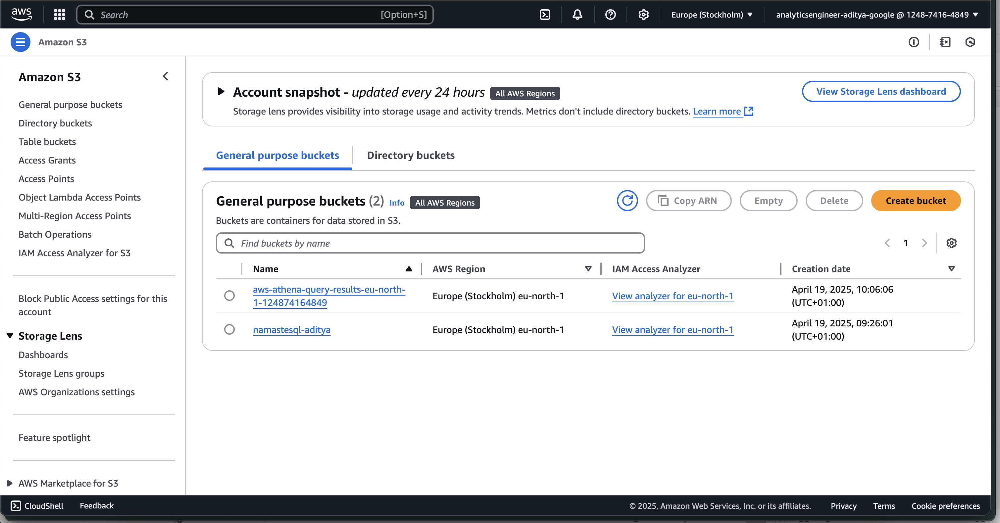 aws
Search
[Option+S]
Europe (Stockholm)
analyticsengineer-aditya-google @ 1248-7416-4849
Amazon S3
Amazon S3
General purpose buckets
Directory buckets
Table buckets
Access Grants
Access Points
Object Lambda Access Points
Multi-Region Access Points
Batch Operations
IAM Access Analyzer for S3
Block Public Access settings for this
account
Storage Lens
Dashboards
Storage Lens groups
AWS Organizations settings
Feature spotlight
AWS Marketplace for S3
Account snapshot - updated every 24 hours All AWS Regions
View Storage Lens dashboard
Storage lens provides visibility into storage usage and activity trends. Metrics don't include directory buckets. Learn more
General purpose buckets
Directory buckets
General purpose buckets (2) Info All AWS Regions
Copy ARN
Empty
Delete
Create bucket
Buckets are containers for data stored in S3.
Find buckets by name
1
Name
AWS Region
IAM Access Analyzer
Creation date
aws-athena-query-results-eu-north-
1-124874164849
Europe (Stockholm) eu-north-1
View analyzer for eu-north-1
April 19, 2025, 10:06:06
(UTC+01:00)
namastesql-aditya
Europe (Stockholm) eu-north-1
View analyzer for eu-north-1
April 19, 2025, 09:26:01
(UTC+01:00)
CloudShell
Feedback
© 2025, Amazon Web Services, Inc. or its affiliates.
Privacy
Terms
Cookie preferences